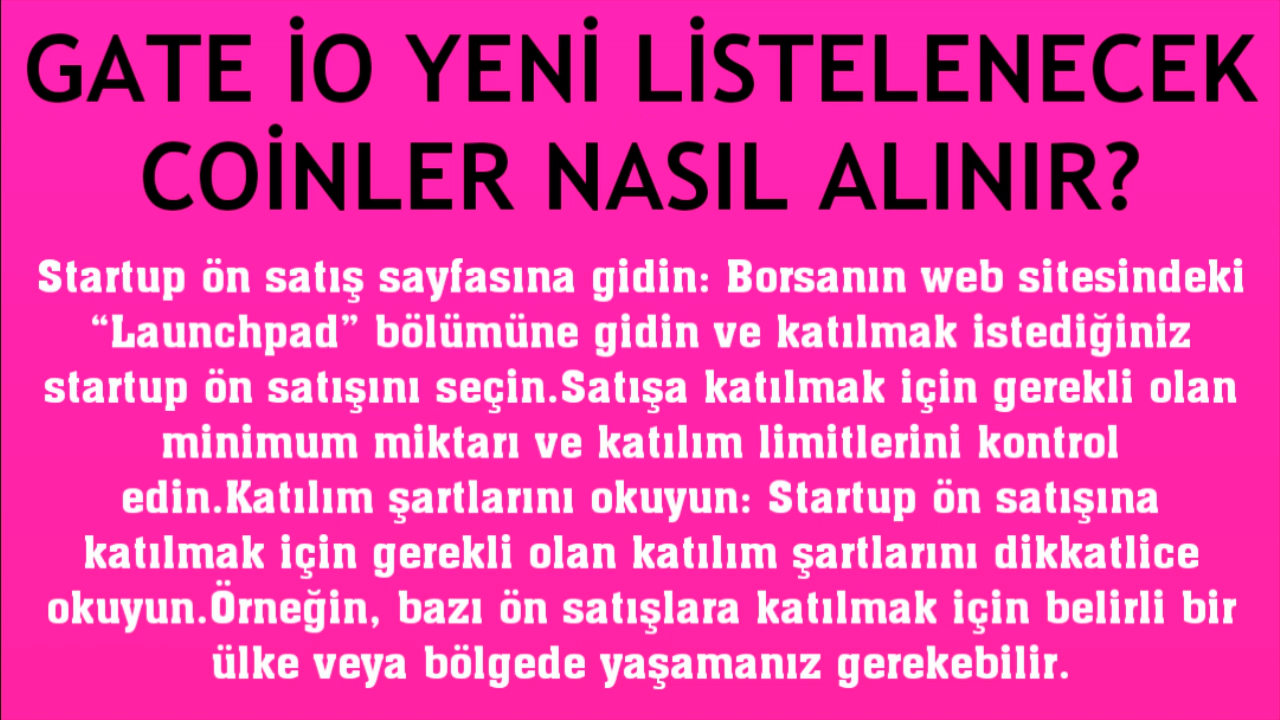 GATE İO YENİ LİSTELENECEK
COİNLER NASIL ALINIR?
Startup ön satış sayfasına gidin: Borsanın web sitesindeki
“Launchpad” bölümüne gidin ve katılmak istediğiniz
startup ön satışını seçin.Satışa katılmak için gerekli olan
minimum miktarı ve katılım limitlerini kontrol
edin.Katılım şartlarını okuyun: Startup ön satışına
katılmak için gerekli olan katılım şartlarını dikkatlice
okuyun.Örneğin, bazı ön satışlara katılmak için belirli bir
ülke veya bölgede yaşamanız gerekebilir.